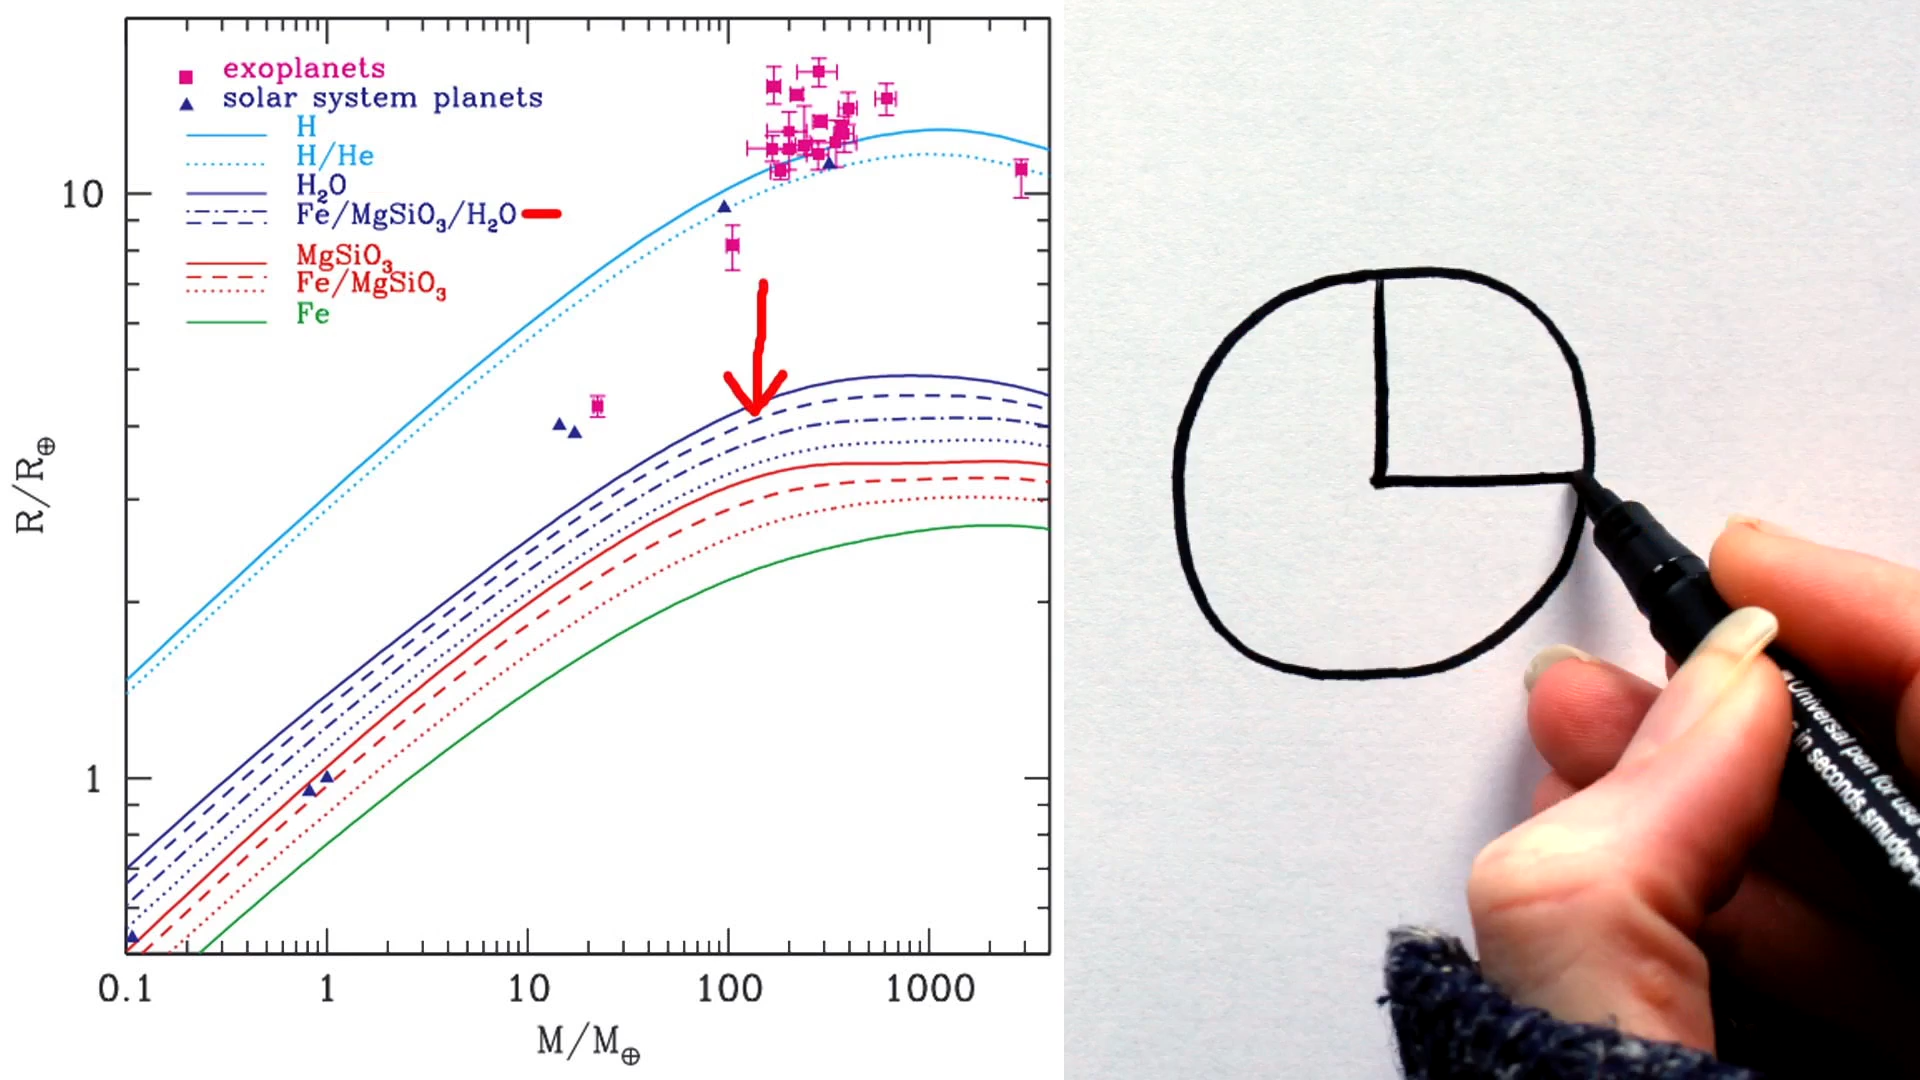 exoplanets
solar system planets
H
H/He
H₂O
Fe/MgSiO₃/H₂O
MgSiO₃
Fe/MgSiO₃
Fe
10
1
R/R⊕
0.1 1 10 100 1000
M/M⊕
Universal pen for use
in seconds, smudge-